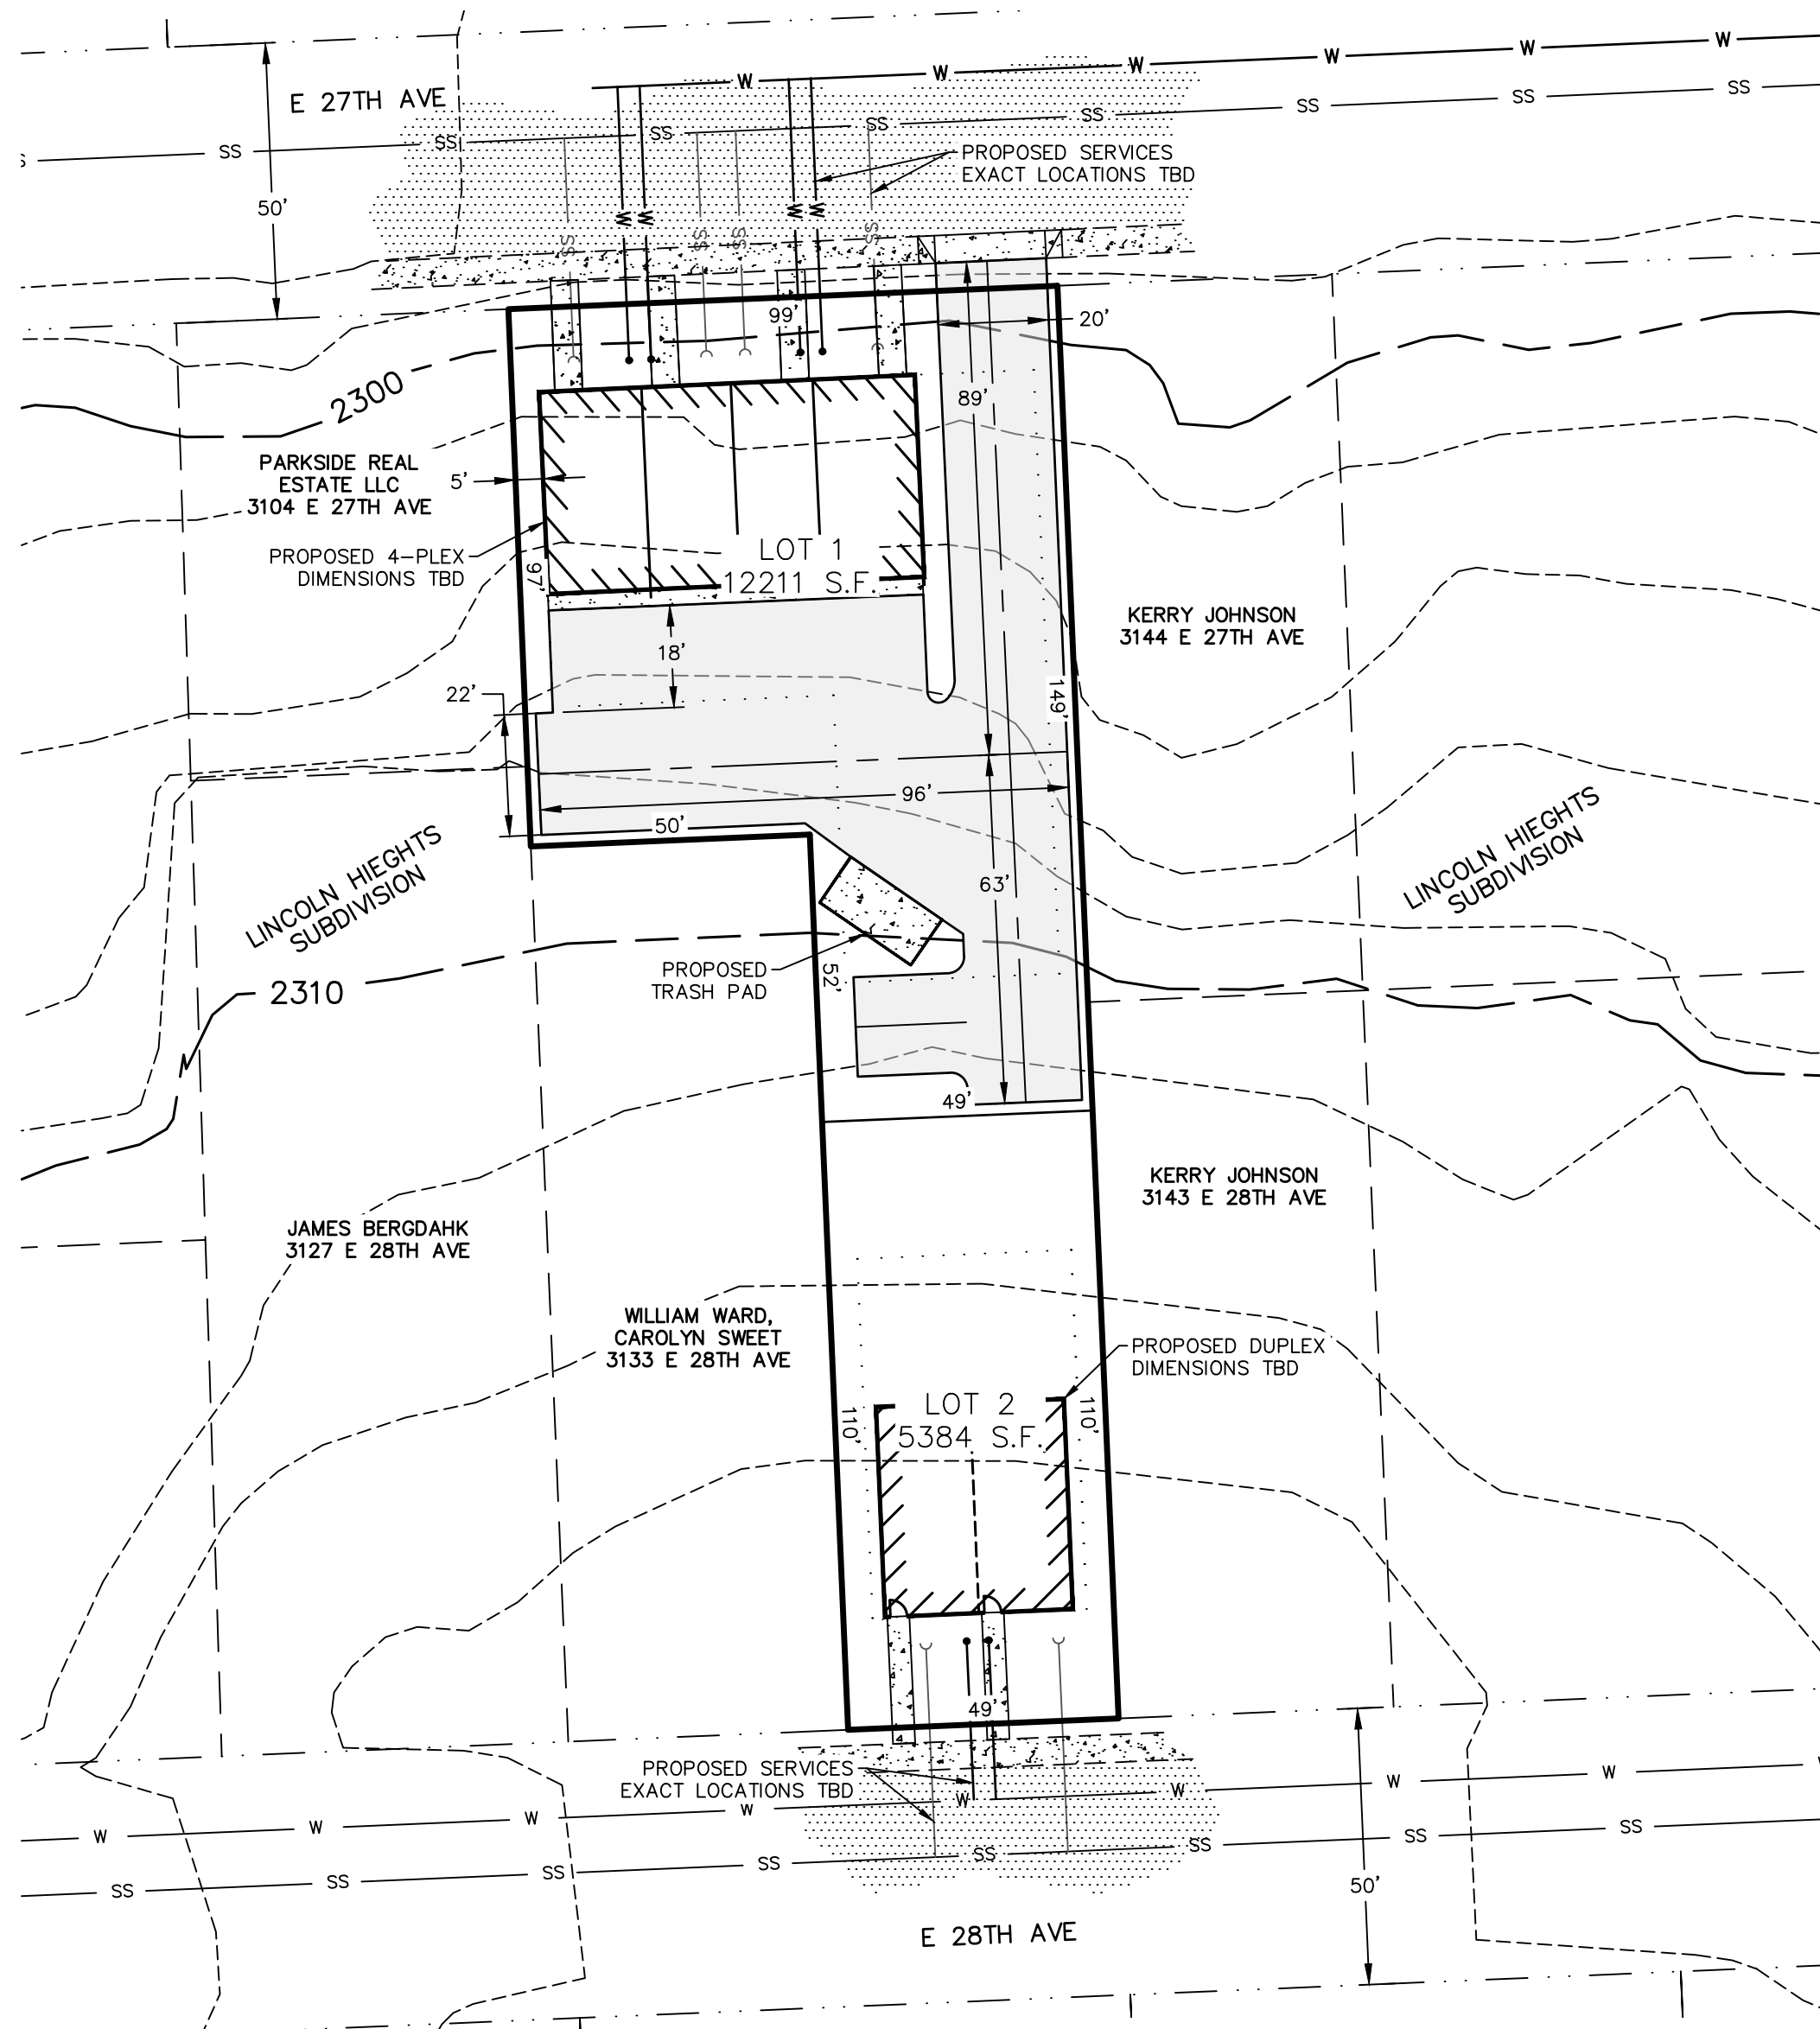 W
W
W
W
W
W
E 27TH AVE
SS
SS
SS
SS
SS
SS
SS
SS
SS
PROPOSED SERVICES
EXACT LOCATIONS TBD
50'
W
W
W
W
SS
SS
SS
SS
99'
20'
2300
89'
PARKSIDE REAL
ESTATE LLC
3104 E 27TH AVE
5'
PROPOSED 4-PLEX
DIMENSIONS TBD
97'
LOT 1
12211 S.F.
KERRY JOHNSON
3144 E 27TH AVE
18'
22'
149'
96'
50'
LINCOLN HIEGHTS
SUBDIVISION
LINCOLN HIEGHTS
SUBDIVISION
63'
2310
PROPOSED
TRASH PAD
52'
49'
KERRY JOHNSON
3143 E 28TH AVE
JAMES BERGDAHK
3127 E 28TH AVE
WILLIAM WARD,
CAROLYN SWEET
3133 E 28TH AVE
PROPOSED DUPLEX
DIMENSIONS TBD
110'
LOT 2
5384 S.F.
110'
49'
PROPOSED SERVICES
EXACT LOCATIONS TBD
W
W
W
W
W
W
W
W
SS
SS
SS
SS
SS
SS
SS
SS
50'
E 28TH AVE